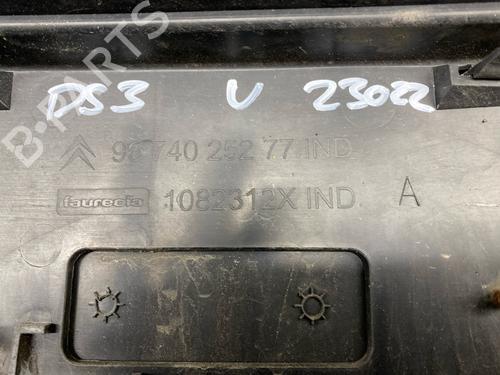 DS3 V 23022
98 740 252 77 IND
faurecia 1082312X IND A
B-PARTS